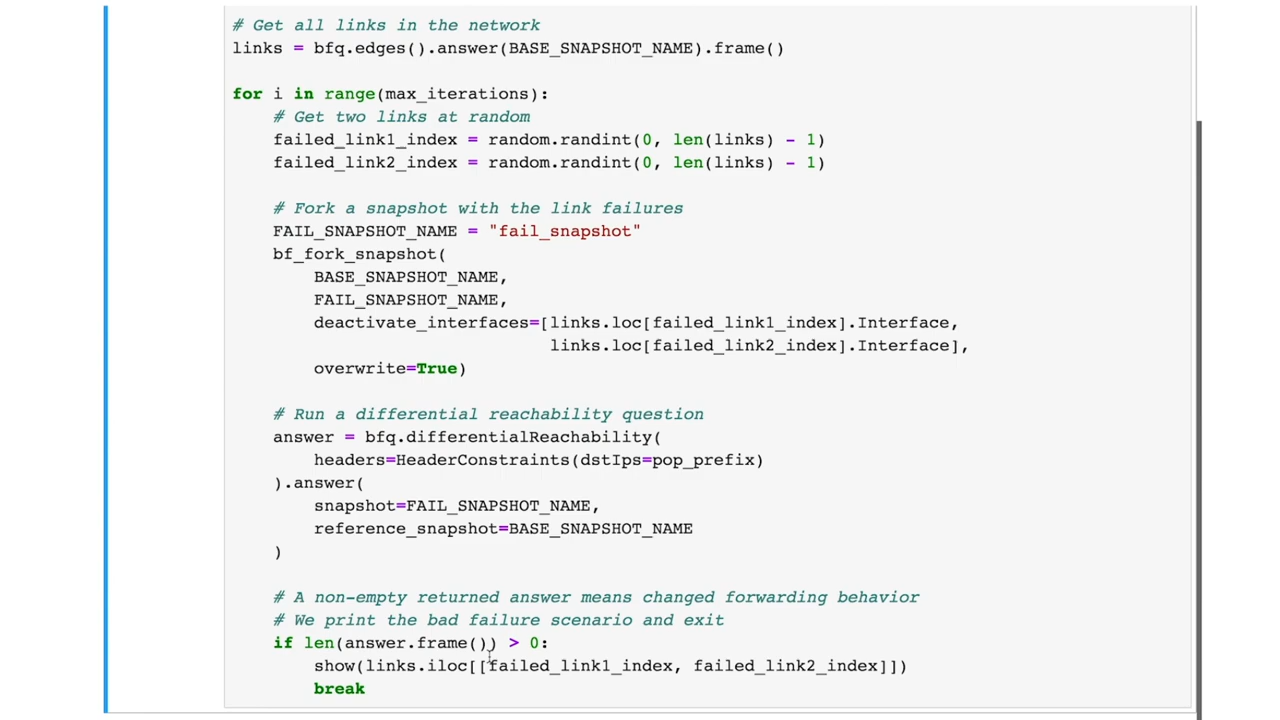 # Get all links in the network
links = bfq.edges().answer(BASE_SNAPSHOT_NAME).frame()
for i in range(max_iterations):
    # Get two links at random
    failed_link1_index = random.randint(0, len(links) - 1)
    failed_link2_index = random.randint(0, len(links) - 1)
    # Fork a snapshot with the link failures
    FAIL_SNAPSHOT_NAME = "fail_snapshot"
    bf_fork_snapshot(
        BASE_SNAPSHOT_NAME,
        FAIL_SNAPSHOT_NAME,
        deactivate_interfaces=[links.loc[failed_link1_index].Interface,
                               links.loc[failed_link2_index].Interface],
        overwrite=True)
    # Run a differential reachability question
    answer = bfq.differentialReachability(
        headers=HeaderConstraints(dstIps=pop_prefix)
    ).answer(
        snapshot=FAIL_SNAPSHOT_NAME,
        reference_snapshot=BASE_SNAPSHOT_NAME
    )
    # A non-empty returned answer means changed forwarding behavior
    # We print the bad failure scenario and exit
    if len(answer.frame()) > 0:
        show(links.iloc[[failed_link1_index, failed_link2_index]])
        break